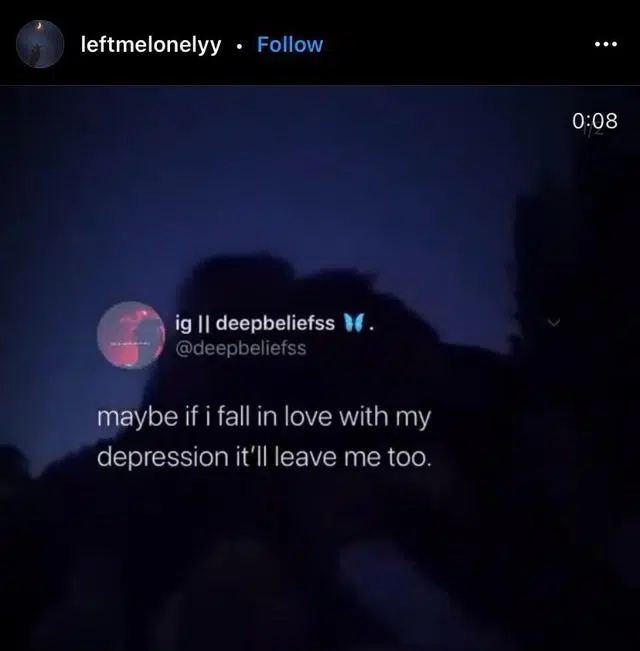 leftmelonelyy • Follow
0:08
ig || deepbeliefss 🦋.
@deepbeliefss
maybe if i fall in love with my
depression it'll leave me too.